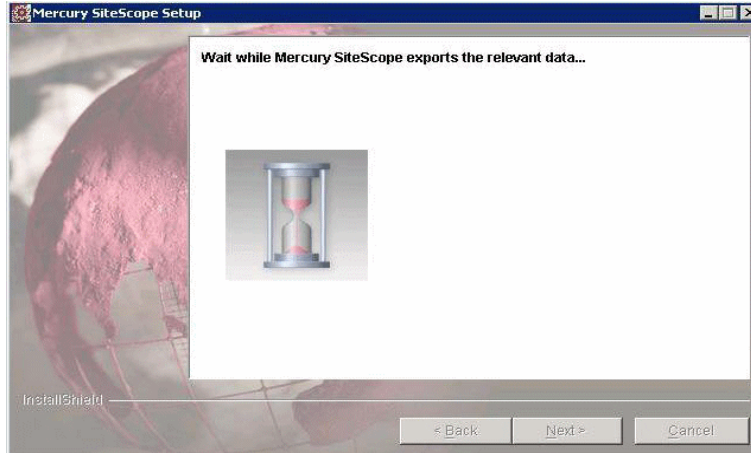 Mercury SiteScope Setup
Wait while Mercury SiteScope exports the relevant data...
InstallShield
< Back
Next >
Cancel